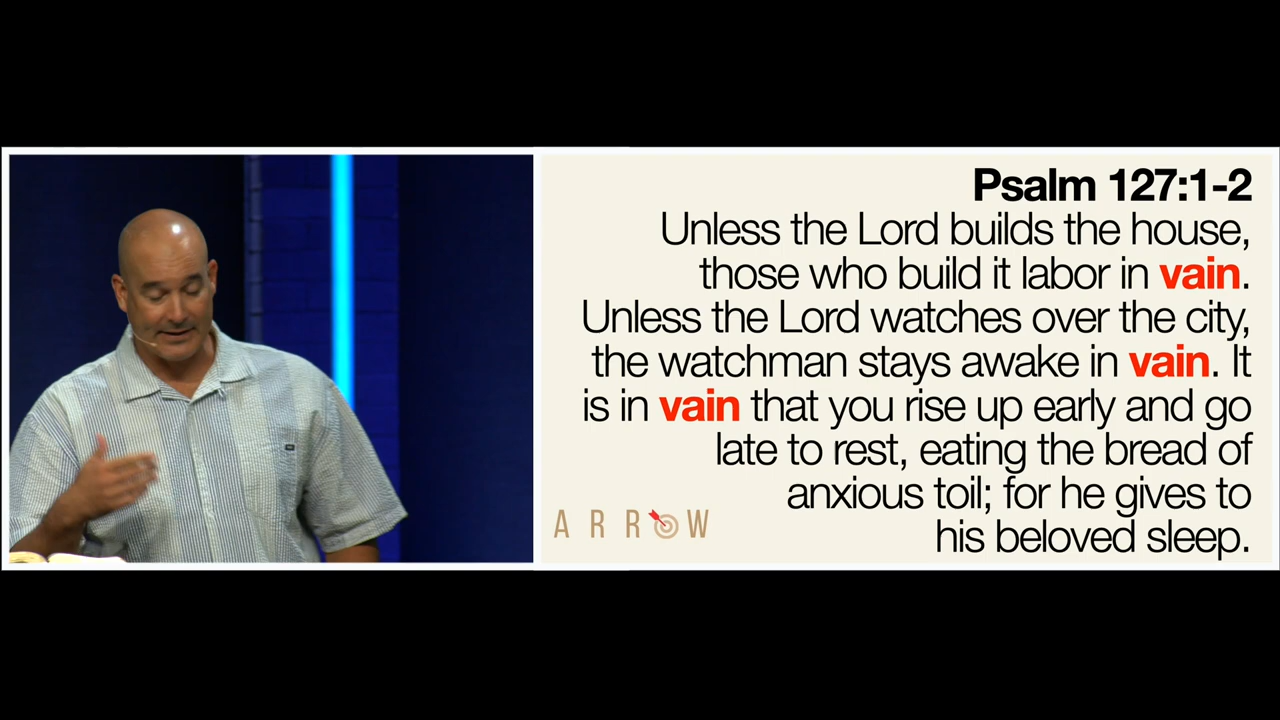 Psalm 127:1-2
Unless the Lord builds the house,
those who build it labor in vain.
Unless the Lord watches over the city,
the watchman stays awake in vain. It
is in vain that you rise up early and go
late to rest, eating the bread of
anxious toil; for he gives to
his beloved sleep.
ARROW